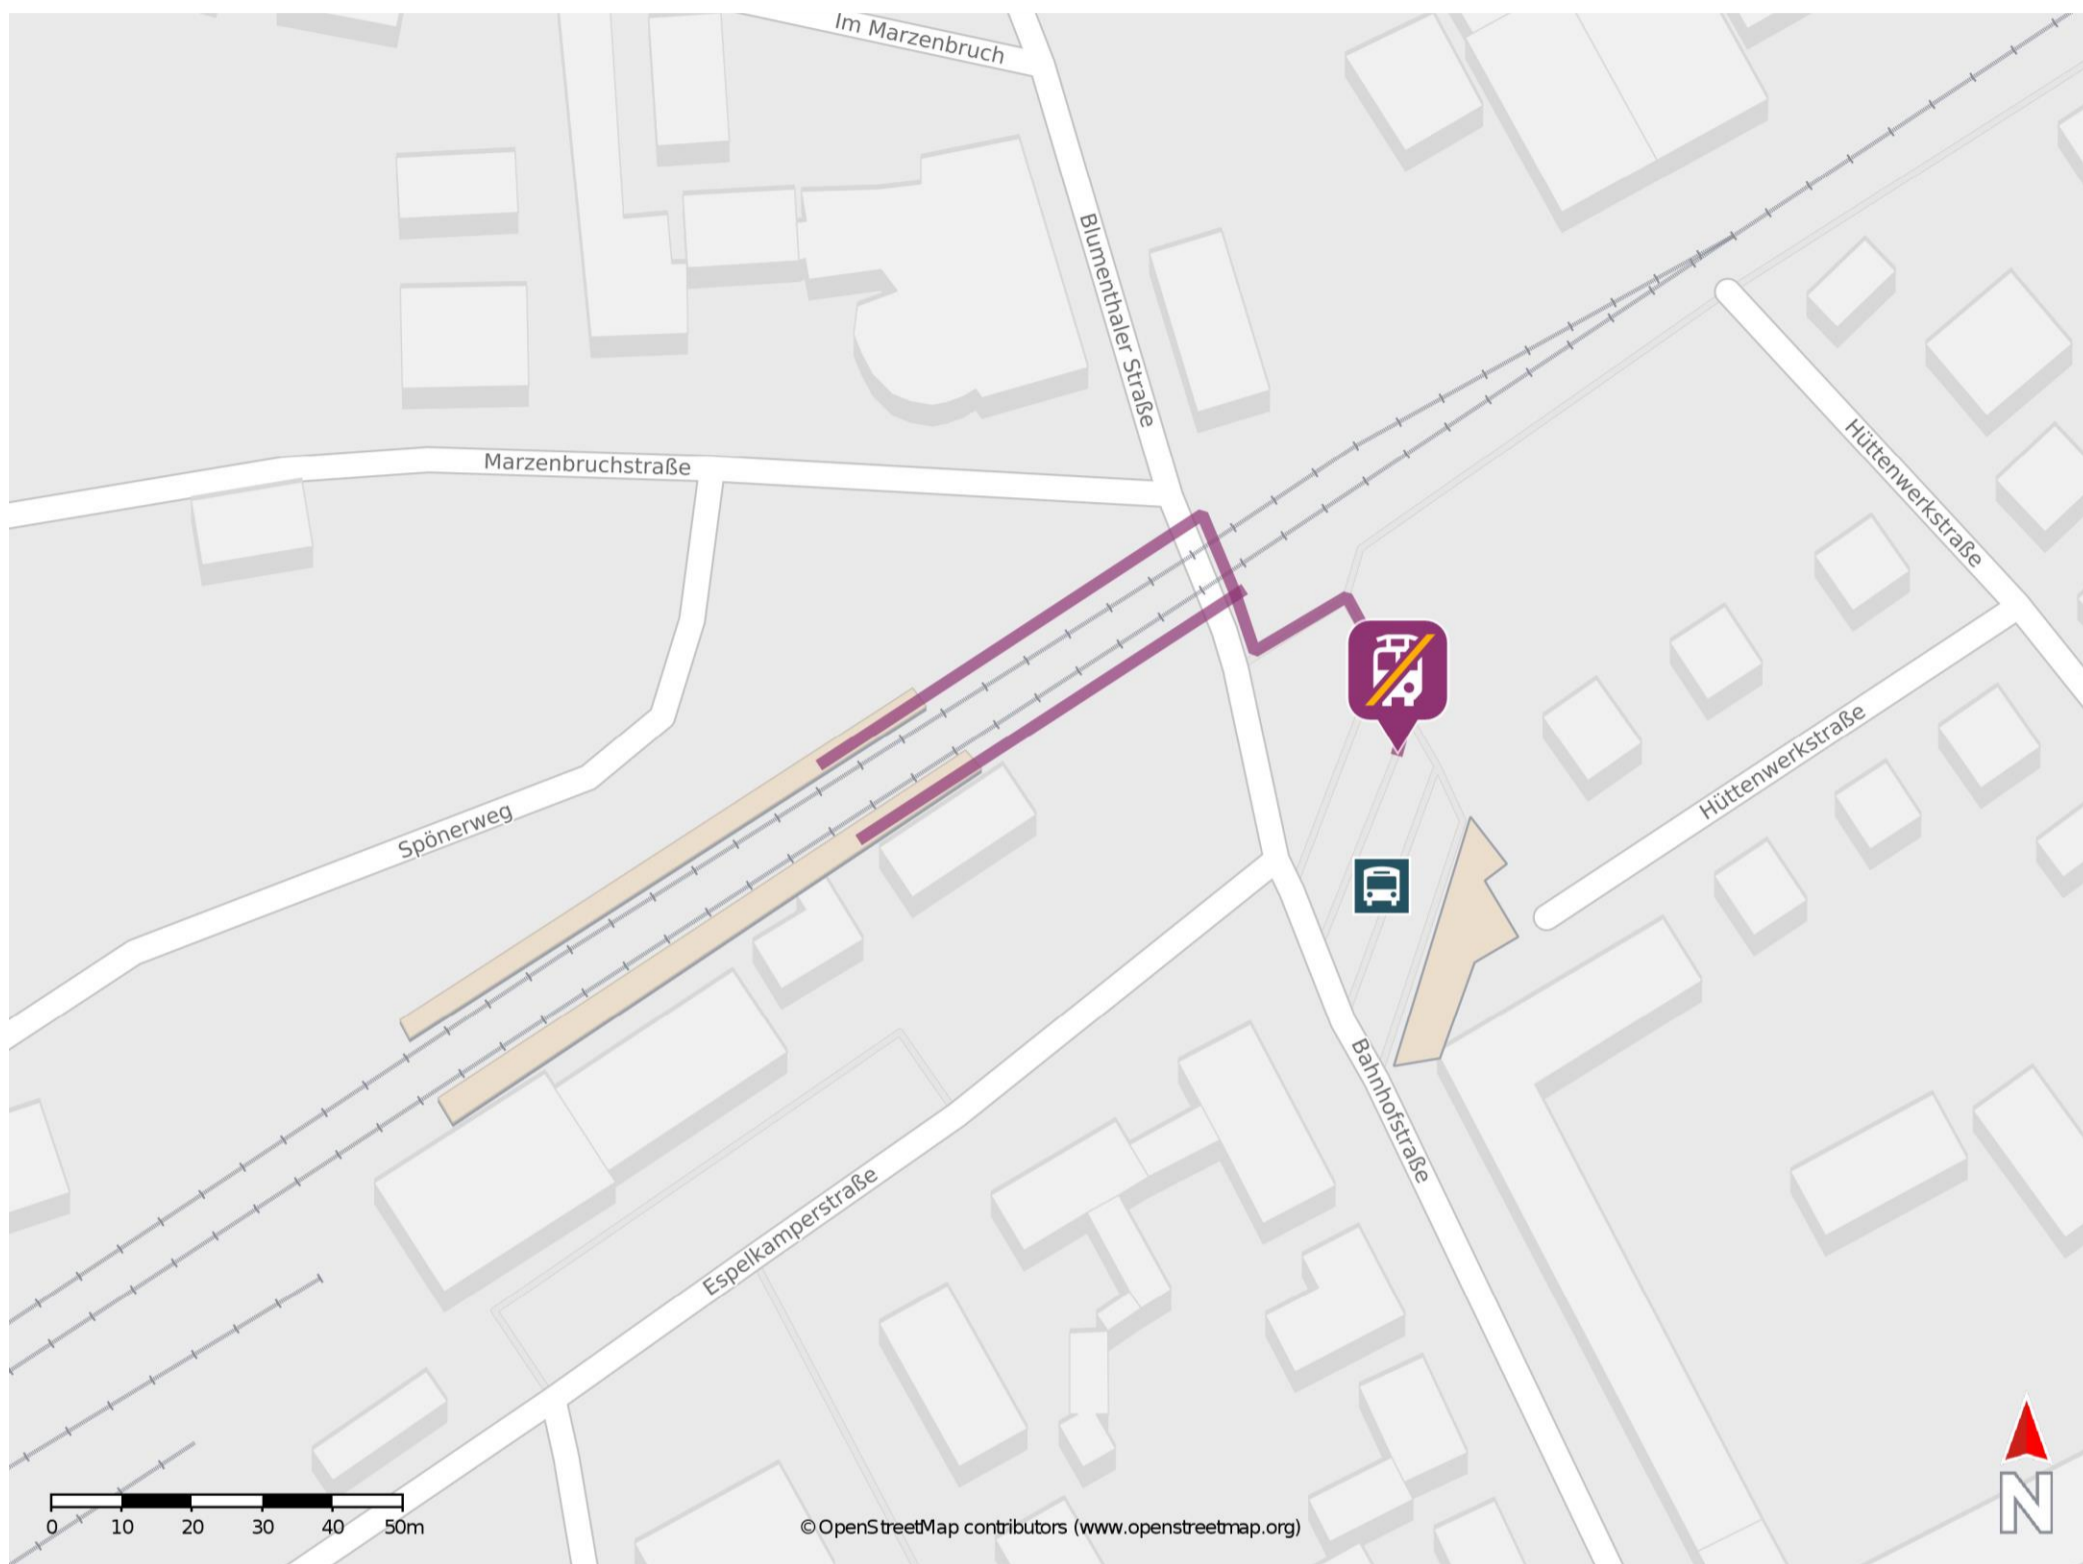 Im Marzenbruch
Blumenthaler Straße
Marzenbruchstraße
Hüttenwerkstraße
Hüttenwerkstraße
Spönerweg
Bahnhofstraße
Espelkamperstraße
0 10 20 30 40 50m
© OpenStreetMap contributors (www.openstreetmap.org)
N